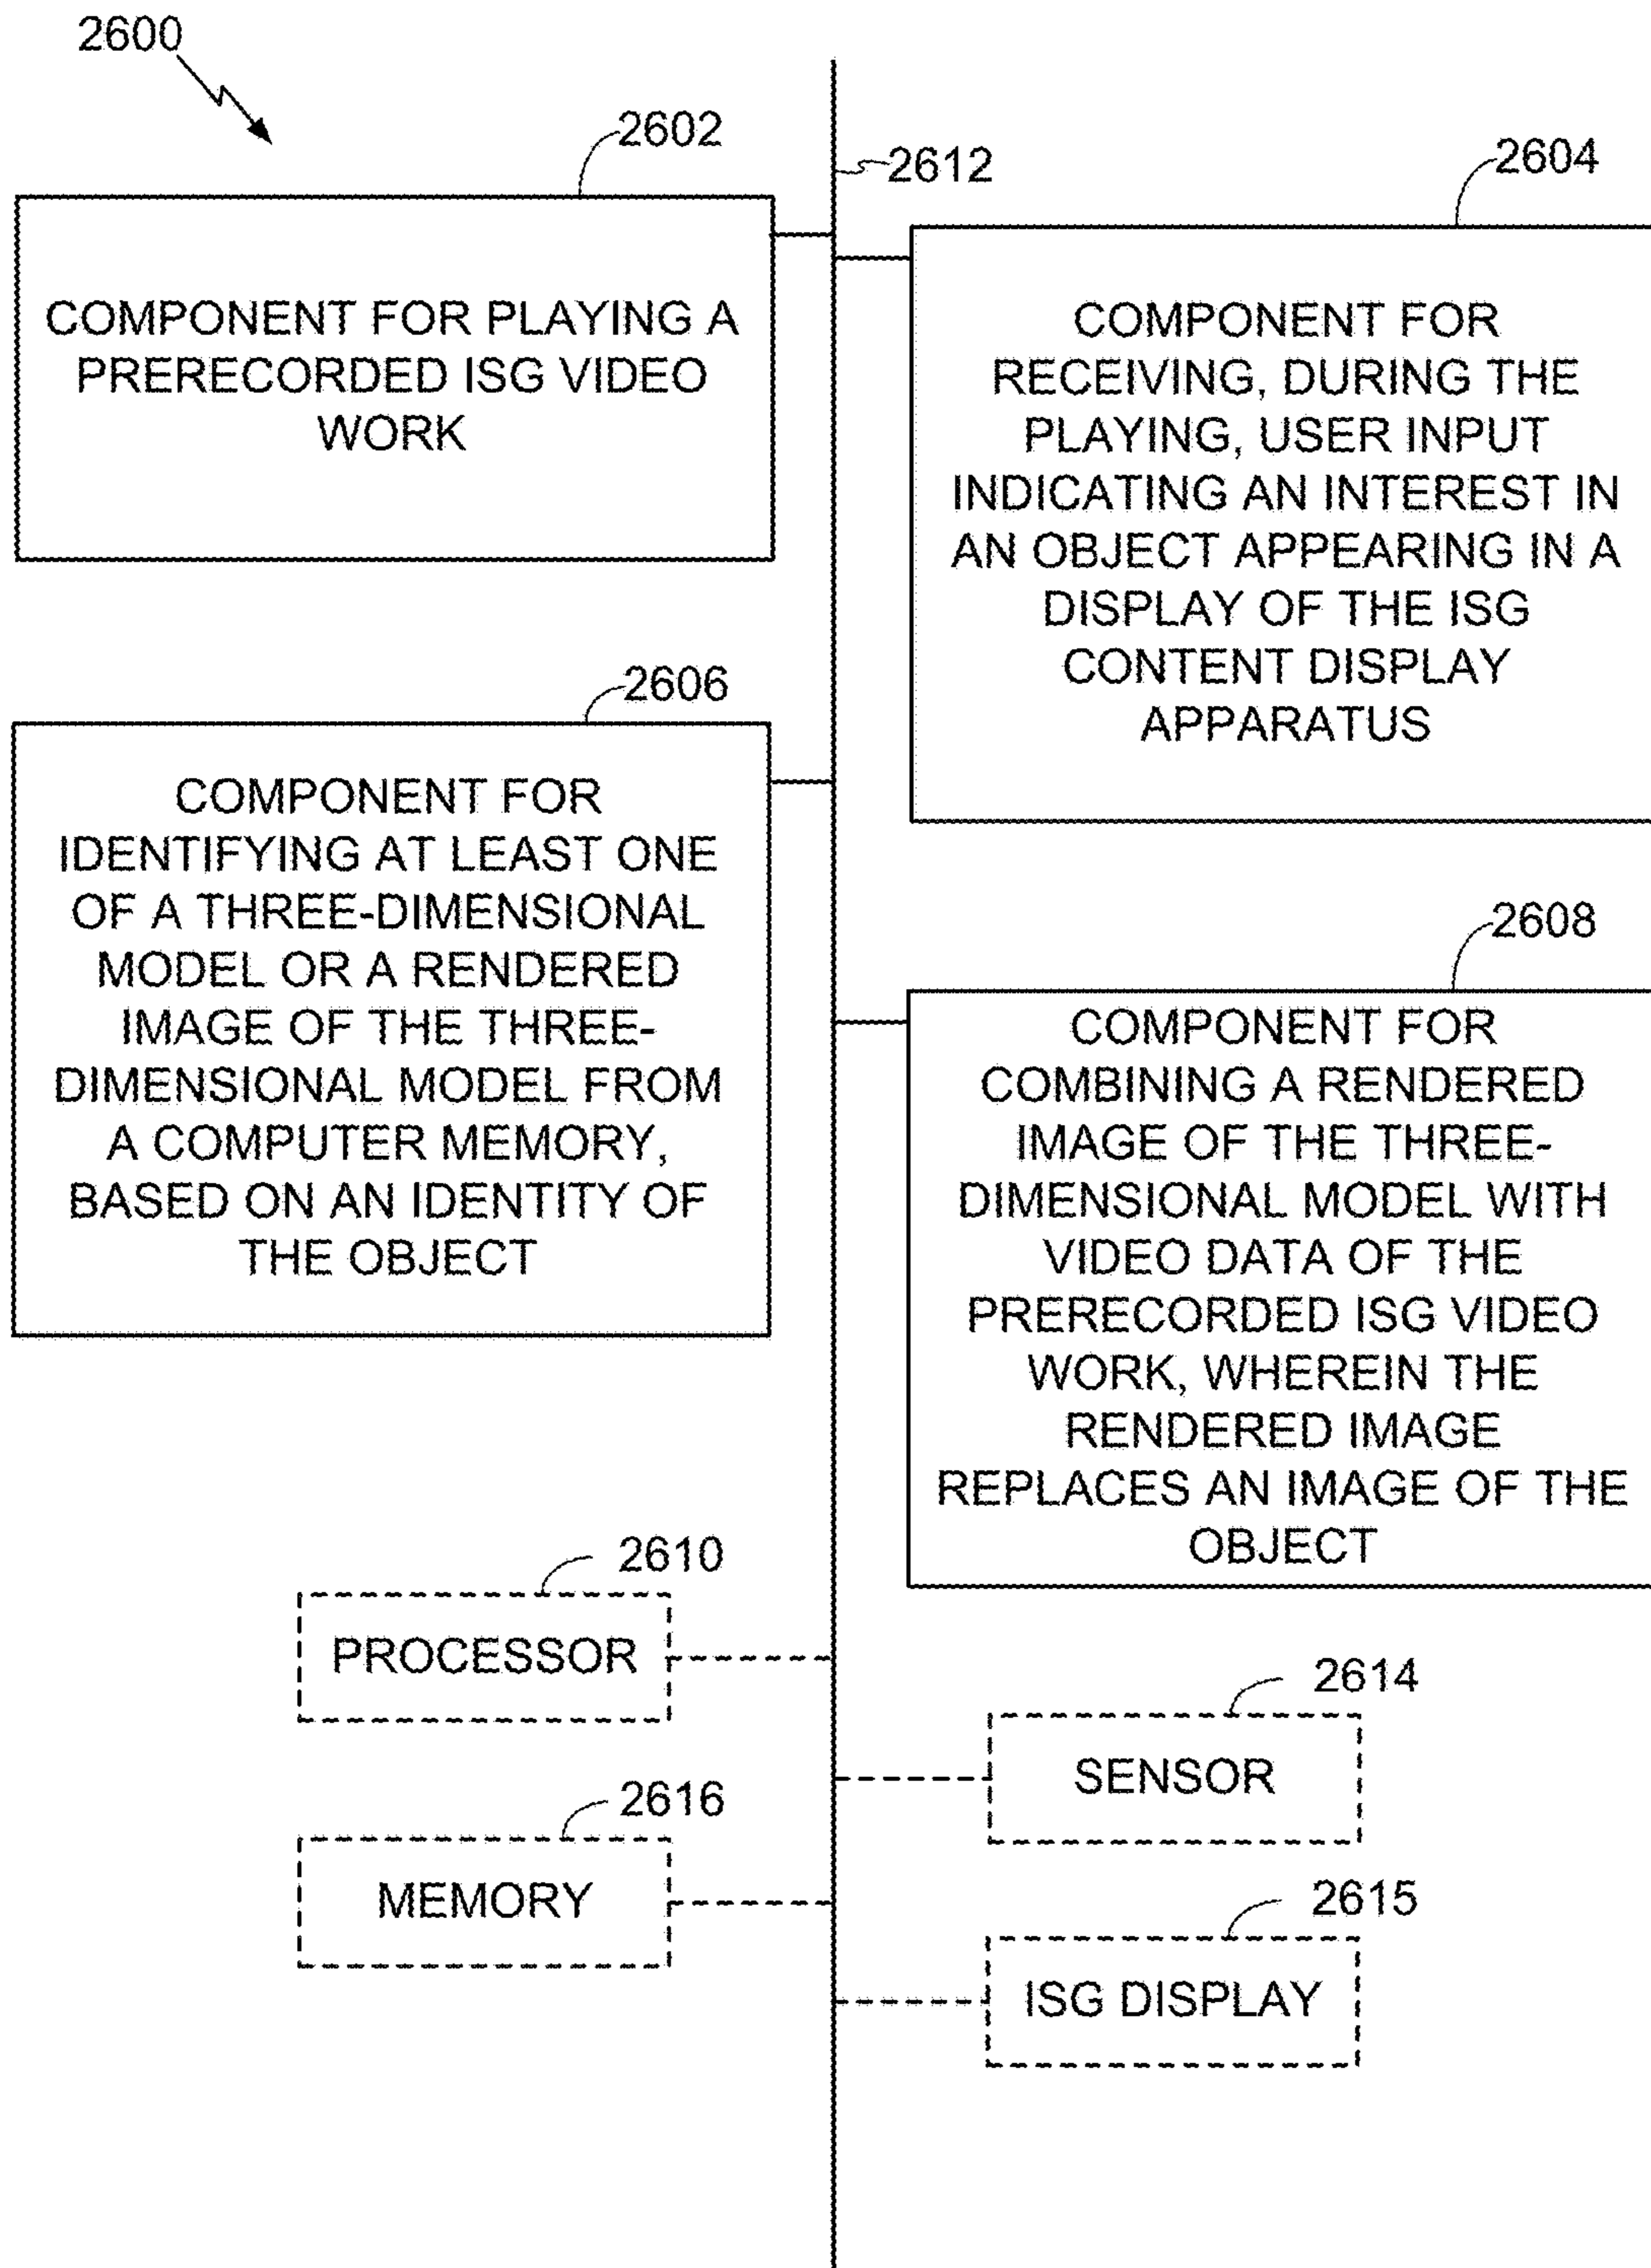 2600
2602
2612
2604
COMPONENT FOR PLAYING A
PRERECORDED ISG VIDEO
WORK
COMPONENT FOR
RECEIVING, DURING THE
PLAYING, USER INPUT
INDICATING AN INTEREST IN
AN OBJECT APPEARING IN A
DISPLAY OF THE ISG
CONTENT DISPLAY
APPARATUS
2606
COMPONENT FOR
IDENTIFYING AT LEAST ONE
OF A THREE-DIMENSIONAL
MODEL OR A RENDERED
IMAGE OF THE THREE-
DIMENSIONAL MODEL FROM
A COMPUTER MEMORY,
BASED ON AN IDENTITY OF
THE OBJECT
2608
COMPONENT FOR
COMBINING A RENDERED
IMAGE OF THE THREE-
DIMENSIONAL MODEL WITH
VIDEO DATA OF THE
PRERECORDED ISG VIDEO
WORK, WHEREIN THE
RENDERED IMAGE
REPLACES AN IMAGE OF THE
OBJECT
2610
PROCESSOR
2614
SENSOR
2616
MEMORY
2615
ISG DISPLAY